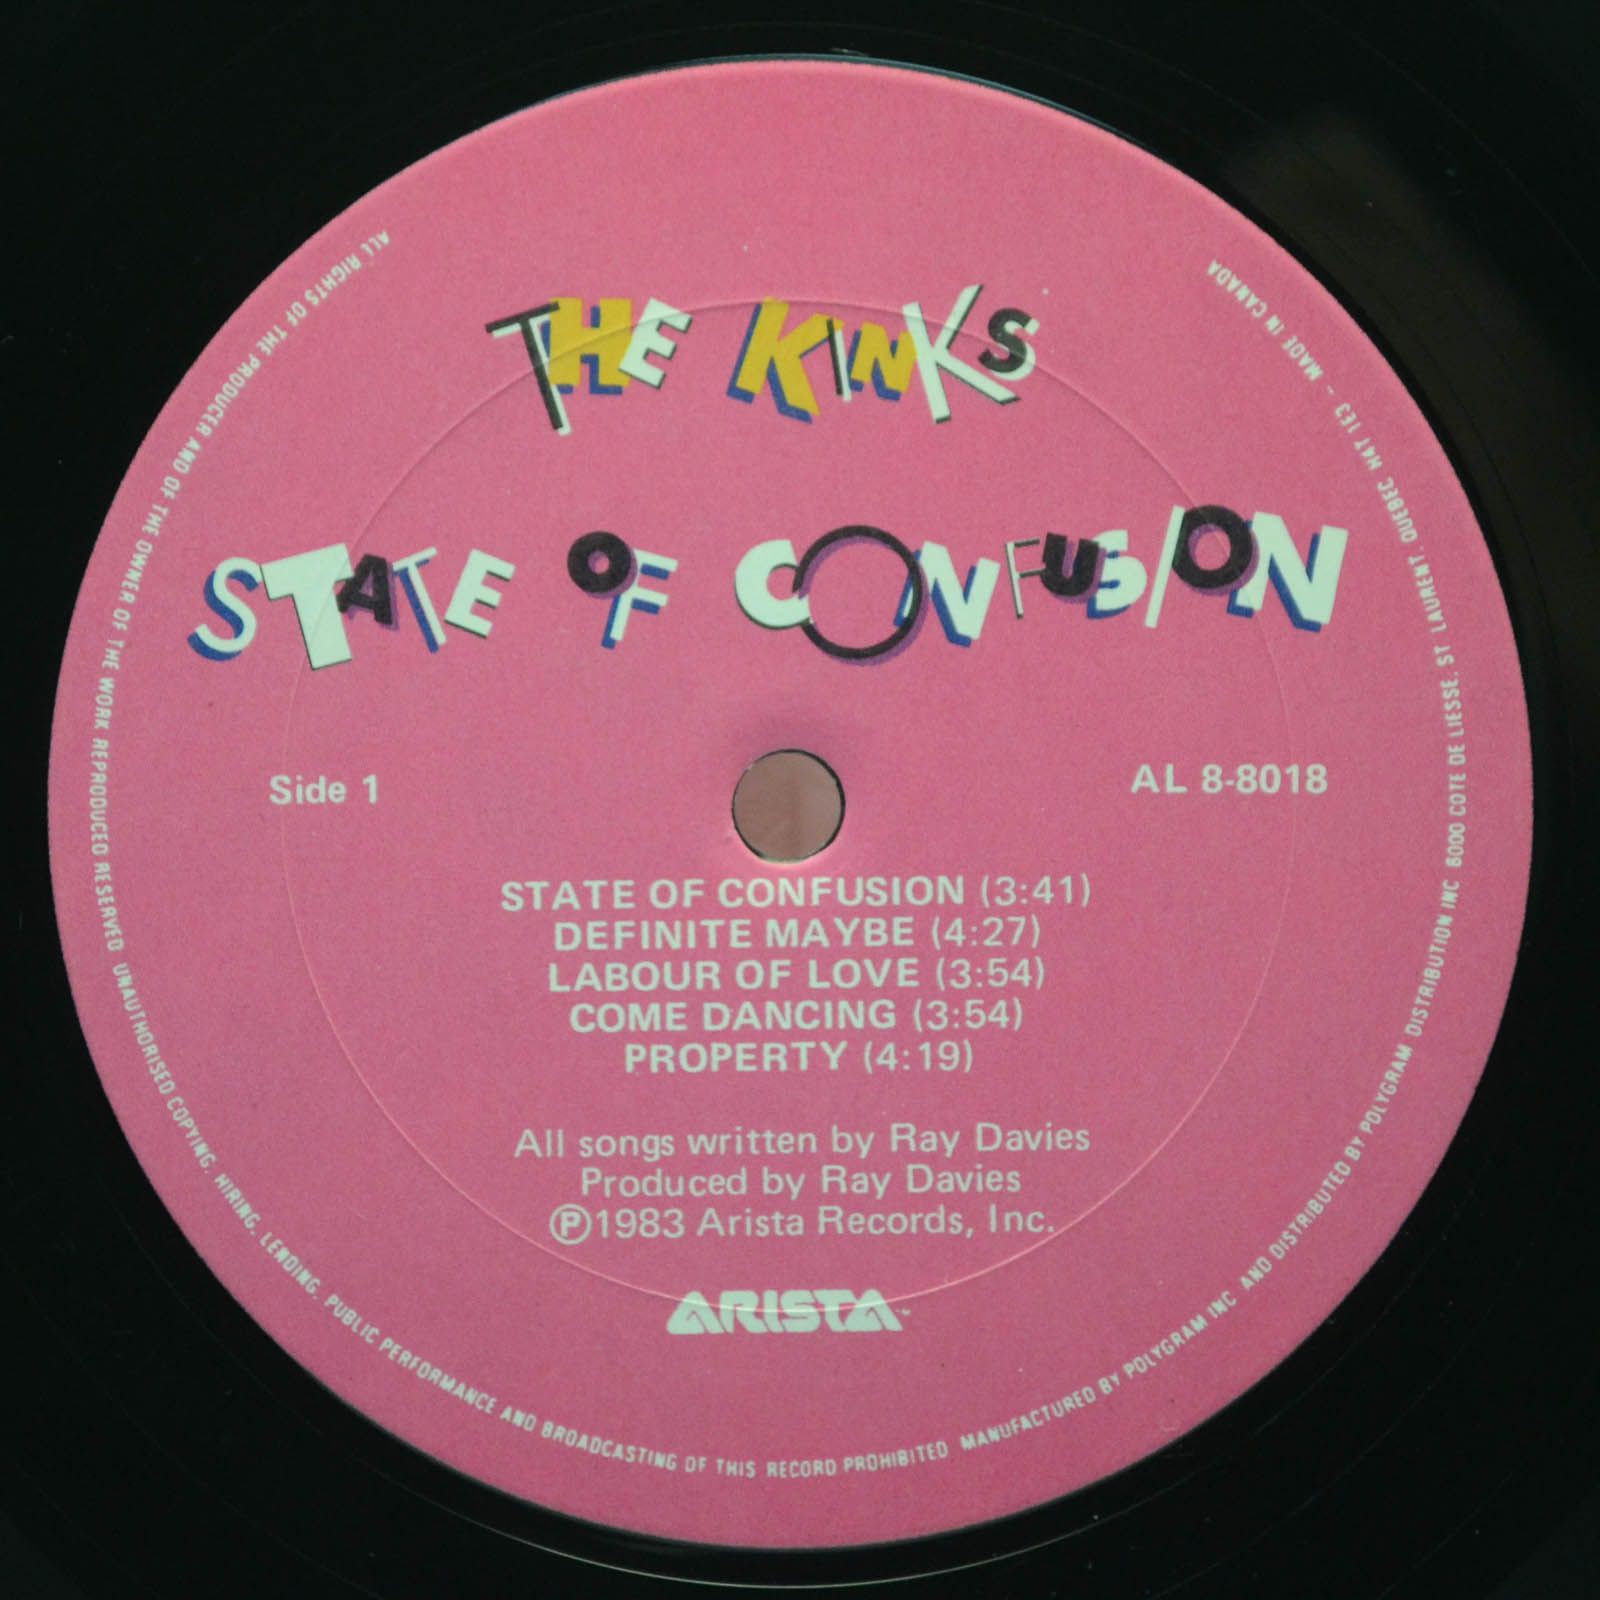 THE KINKS
STATE OF CONFUSION
Side 1
AL 8-8018
STATE OF CONFUSION (3:41)
DEFINITE MAYBE (4:27)
LABOUR OF LOVE (3:54)
COME DANCING (3:54)
PROPERTY (4:19)
All songs written by Ray Davies
Produced by Ray Davies
Ⓟ1983 Arista Records, Inc.
ARISTA™
ALL RIGHTS OF THE PRODUCER AND OF THE OWNER OF THE WORK REPRODUCED RESERVED UNAUTHORISED COPYING, HIRING, LENDING, PUBLIC PERFORMANCE AND BROADCASTING OF THIS RECORD PROHIBITED MANUFACTURED BY POLYGRAM INC AND DISTRIBUTED BY POLYGRAM DISTRIBUTION INC 6000 COTE DE LIESSE, ST LAURENT, QUEBEC H4T 1E3 - MADE IN CANADA